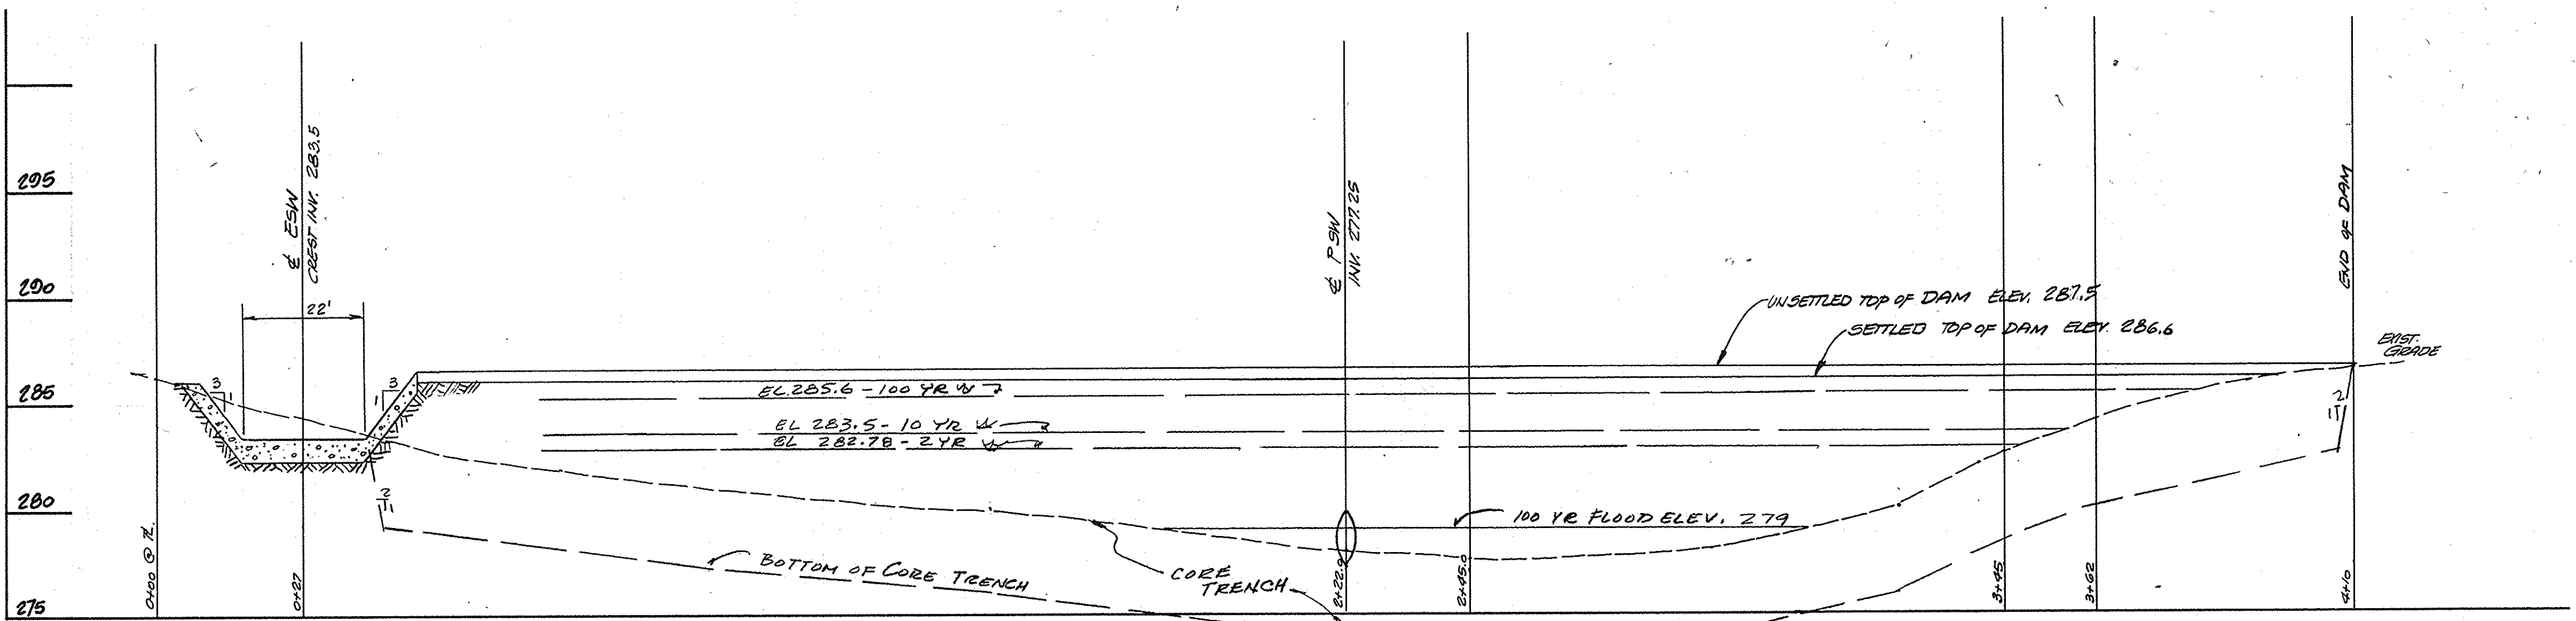 295
290
285
280
275
0+00 @ ℄
0+27
℄ ESW
CREST INV. 283.5
22'
3
1
3
1
2
1
EL 285.6 - 100 YR
EL 283.5 - 10 YR
EL 282.78 - 2 YR
BOTTOM OF CORE TRENCH
CORE
TRENCH
℄ PSW
INV. 277.25
2+22.9
2+45.0
100 YR FLOOD ELEV. 279
UNSETTLED TOP OF DAM ELEV. 287.5
SETTLED TOP OF DAM ELEV. 286.6
3+45
3+62
END OF DAM
4+10
2
1
EXIST.
GRADE